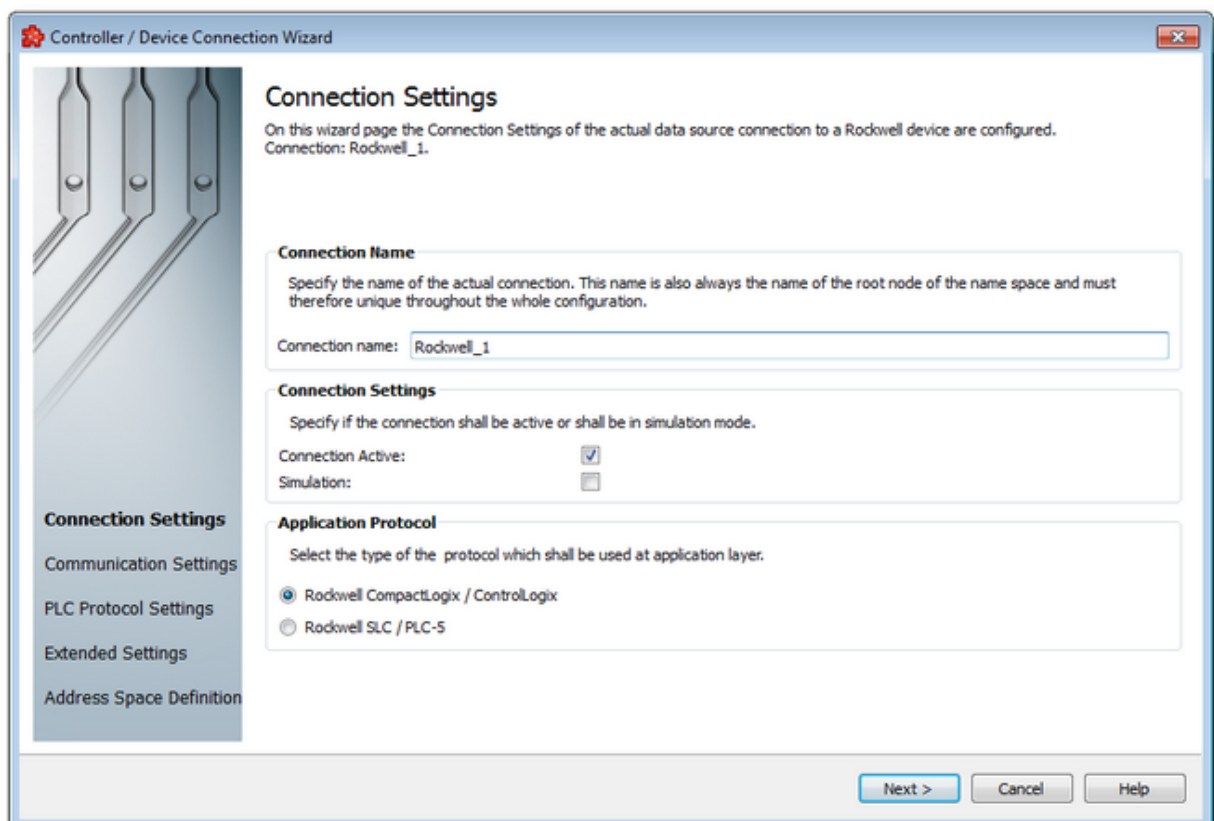 Controller / Device Connection Wizard
Connection Settings
On this wizard page the Connection Settings of the actual data source connection to a Rockwell device are configured.
Connection: Rockwell_1.
Connection Name
Specify the name of the actual connection. This name is also always the name of the root node of the name space and must
therefore unique throughout the whole configuration.
Connection name: Rockwell_1
Connection Settings
Specify if the connection shall be active or shall be in simulation mode.
Connection Active:
Simulation:
Application Protocol
Select the type of the protocol which shall be used at application layer.
Rockwell CompactLogix / ControlLogix
Rockwell SLC / PLC-5
Connection Settings
Communication Settings
PLC Protocol Settings
Extended Settings
Address Space Definition
Next > Cancel Help